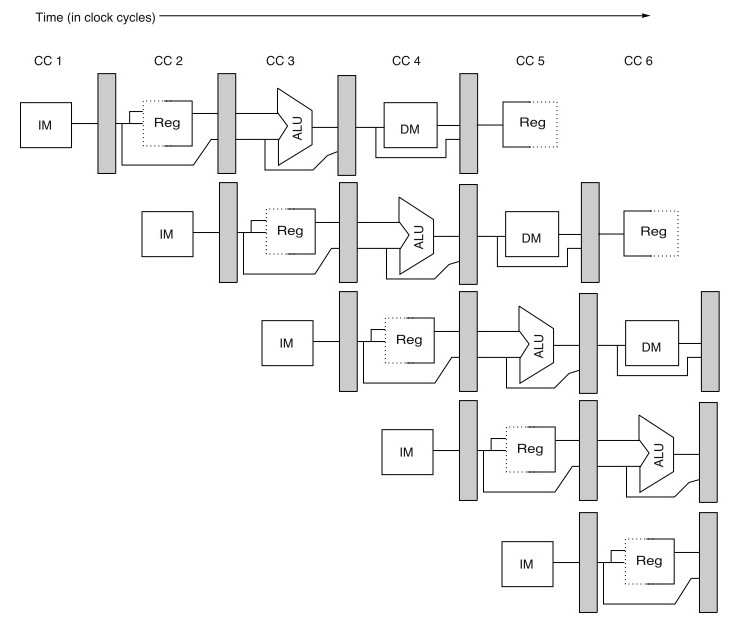 Time (in clock cycles)
CC 1 CC 2 CC 3 CC 4 CC 5 CC 6
IM Reg ALU DM Reg
IM Reg ALU DM Reg
IM Reg ALU DM
IM Reg ALU
IM Reg